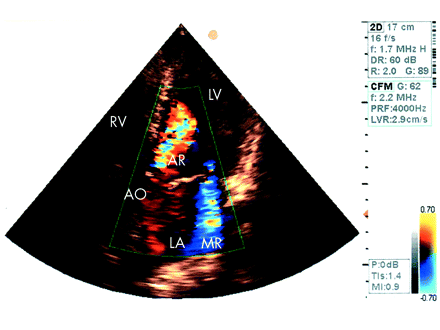 2D 17 cm
16 f/s
f: 1.7 MHz H
DR: 60 dB
R: 2.0 G: 89
CFM G: 62
f: 2.2 MHz
PRF:4000Hz
LVR:2.9cm/s
LV
RV
AR
AO
LA MR
0.70
-0.70
P:0dB
TIs:1.4
MI:0.9